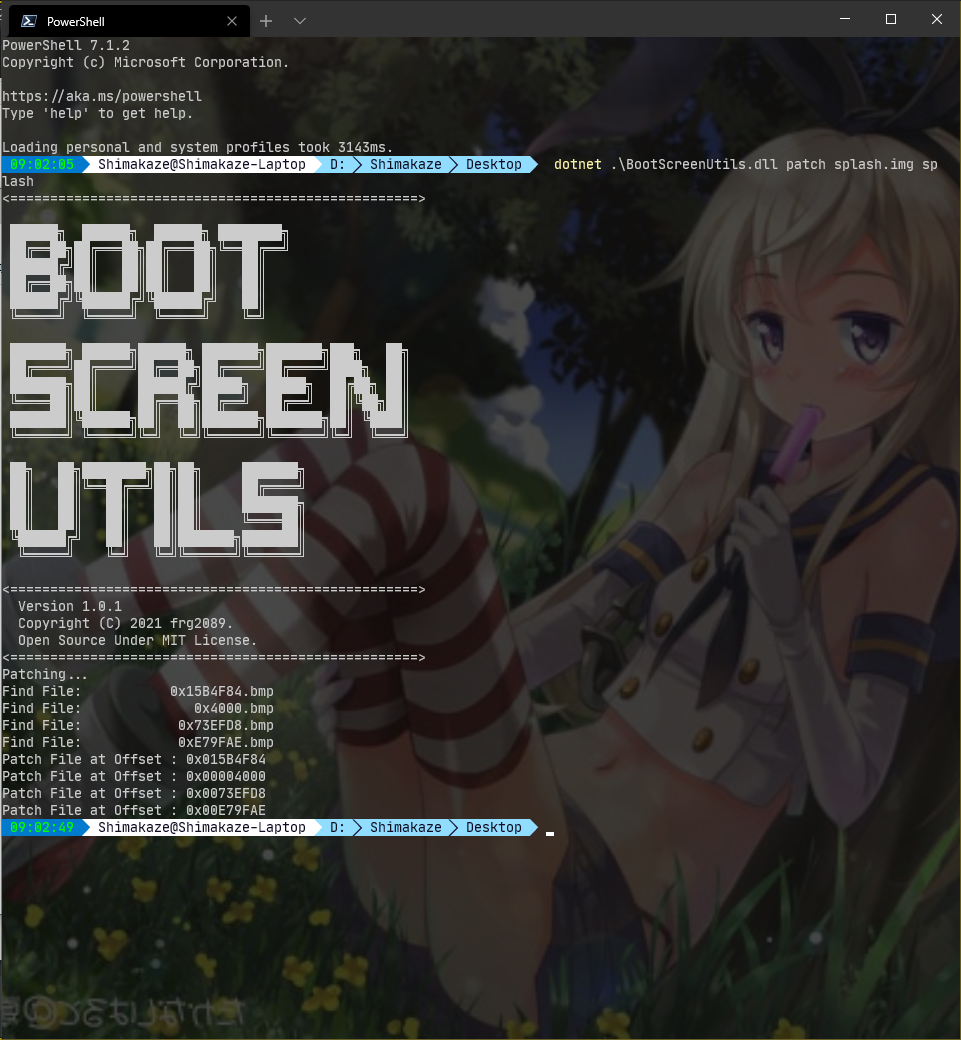 PowerShell
PowerShell 7.1.2
Copyright (c) Microsoft Corporation.
https://aka.ms/powershell
Type 'help' to get help.
Loading personal and system profiles took 3143ms.
09:02:05 Shimakaze@Shimakaze-Laptop D: Shimakaze Desktop dotnet .\BootScreenUtils.dll patch splash.img sp
lash
<===================================================>
BOOT
SCREEN
UTILS
<===================================================>
Version 1.0.1
Copyright (C) 2021 frg2089.
Open Source Under MIT License.
<===================================================>
Patching...
Find File: 0x15B4F84.bmp
Find File: 0x4000.bmp
Find File: 0x73EFD8.bmp
Find File: 0xE79FAE.bmp
Patch File at Offset : 0x015B4F84
Patch File at Offset : 0x00004000
Patch File at Offset : 0x0073EFD8
Patch File at Offset : 0x00E79FAE
09:02:49 Shimakaze@Shimakaze-Laptop D: Shimakaze Desktop